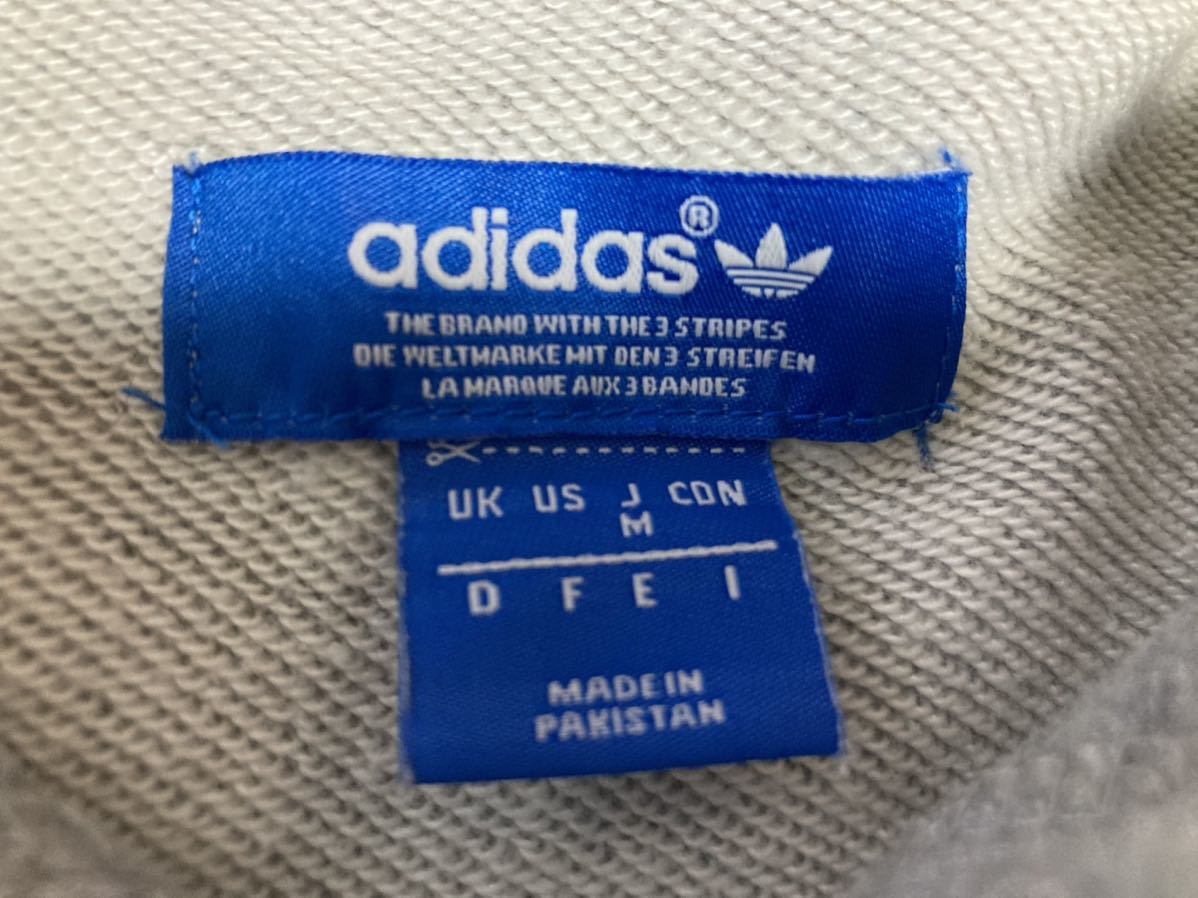 adidas®
THE BRAND WITH THE 3 STRIPES
DIE WELTMARKE MIT DEN 3 STREIFEN
LA MARQUE AUX 3 BANDES
UK US J CDN
M
D F E I
MADE IN
PAKISTAN